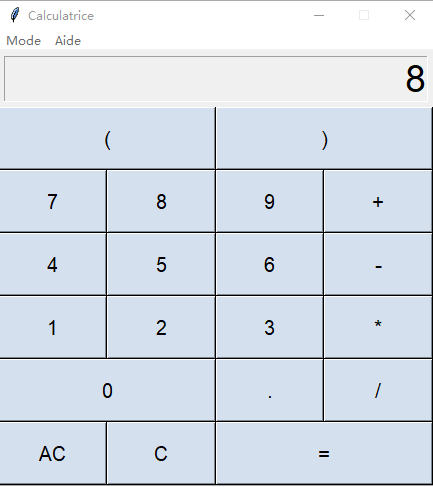 Calculatrice
Mode Aide
8
( )
7 8 9 +
4 5 6 -
1 2 3 *
0 . /
AC C =